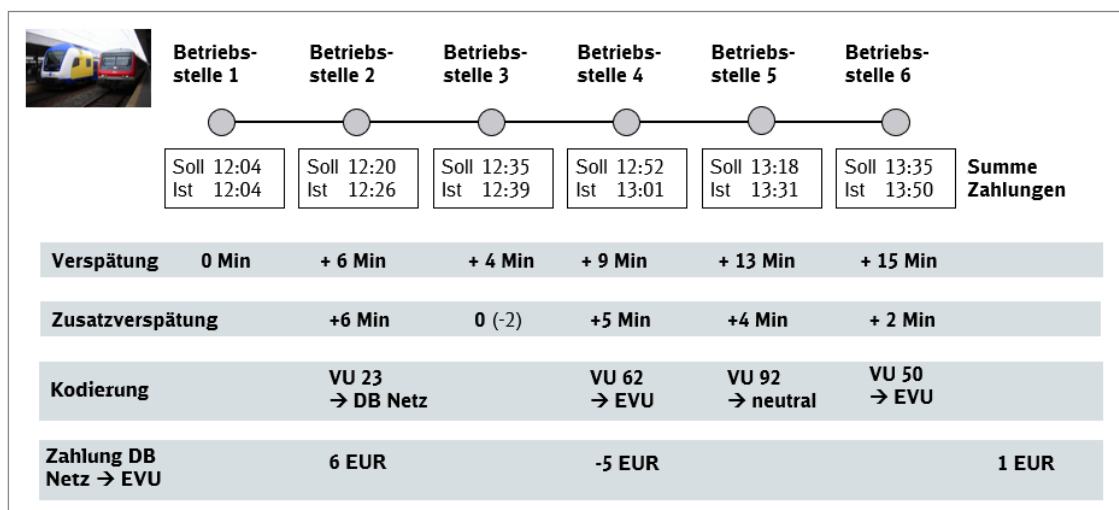 Betriebs- Betriebs- Betriebs- Betriebs- Betriebs- Betriebs-
stelle 1 stelle 2 stelle 3 stelle 4 stelle 5 stelle 6
Soll 12:04 Soll 12:20 Soll 12:35 Soll 12:52 Soll 13:18 Soll 13:35 Summe
Ist 12:04 Ist 12:26 Ist 12:39 Ist 13:01 Ist 13:31 Ist 13:50 Zahlungen
Verspätung 0 Min + 6 Min + 4 Min + 9 Min + 13 Min + 15 Min
Zusatzverspätung +6 Min 0 (-2) +5 Min +4 Min + 2 Min
Kodierung VU 23 VU 62 VU 92 VU 50
→ DB Netz → EVU → neutral → EVU
Zahlung DB 6 EUR -5 EUR 1 EUR
Netz → EVU